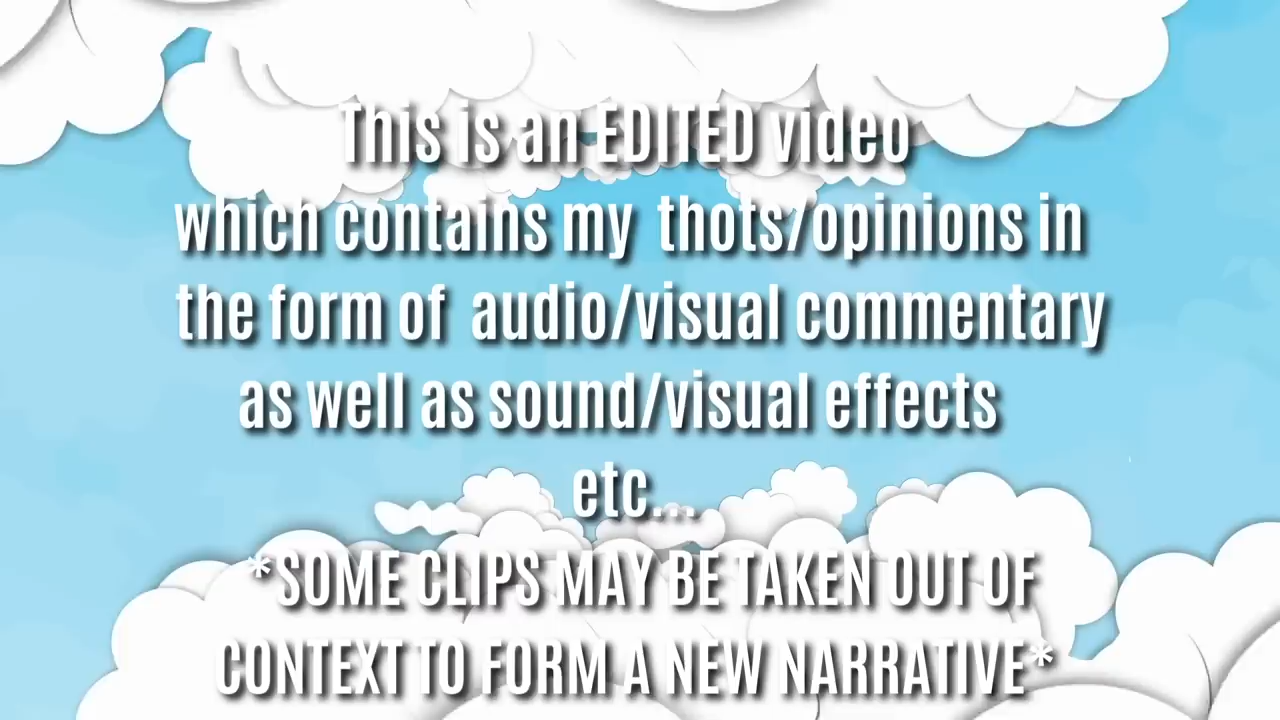 This is an EDITED video
which contains my thots/opinions in
the form of audio/visual commentary
as well as sound/visual effects
etc...
*SOME CLIPS MAY BE TAKEN OUT OF
CONTEXT TO FORM A NEW NARRATIVE*